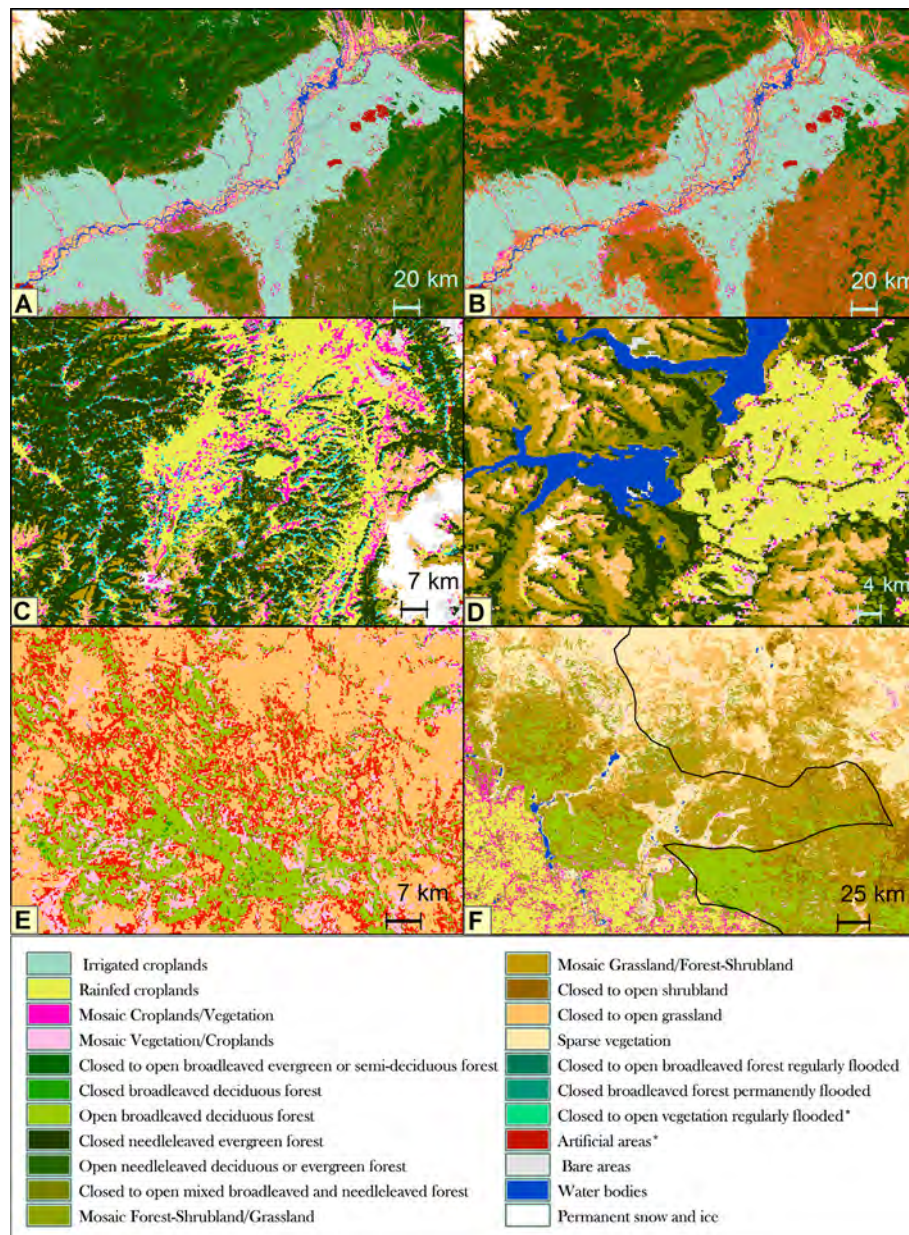 20 km
A
20 km
B
7 km
C
4 km
D
7 km
E
25 km
F
Irrigated croplands
Rainfed croplands
Mosaic Croplands/Vegetation
Mosaic Vegetation/Croplands
Closed to open broadleaved evergreen or semi-deciduous forest
Closed broadleaved deciduous forest
Open broadleaved deciduous forest
Closed needleleaved evergreen forest
Open needleleaved deciduous or evergreen forest
Closed to open mixed broadleaved and needleleaved forest
Mosaic Forest-Shrubland/Grassland
Mosaic Grassland/Forest-Shrubland
Closed to open shrubland
Closed to open grassland
Sparse vegetation
Closed to open broadleaved forest regularly flooded
Closed broadleaved forest permanently flooded
Closed to open vegetation regularly flooded*
Artificial areas*
Bare areas
Water bodies
Permanent snow and ice